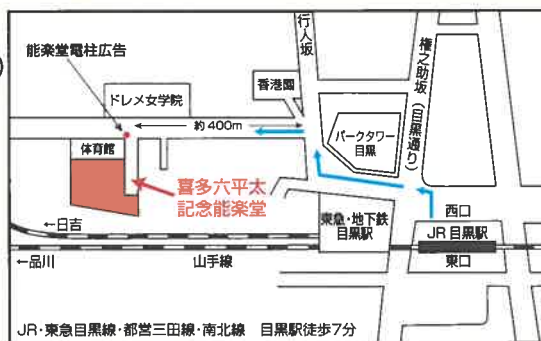 能楽堂電柱広告
ドレメ女学院
行人坂
香港園
権之助坂(目黒通り)
約400m
パークタワー
目黒
体育館
喜多六平太
記念能楽堂
東急・地下鉄
目黒駅
西口
JR 目黒駅
東口
←日吉
←品川
山手線
JR・東急目黒線・都営三田線・南北線 目黒駅徒歩7分